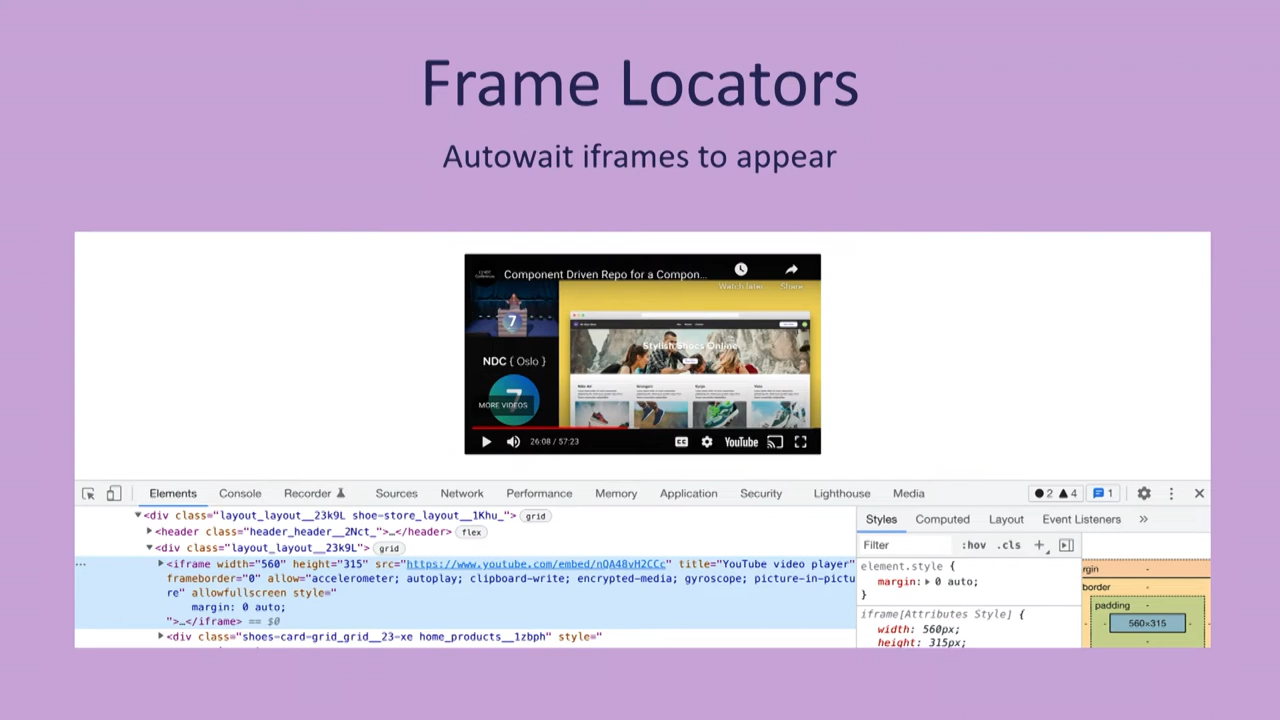 Frame Locators
Autowait iframes to appear
Component Driven Repo for a Compon...
Watch later
Share
7
NDC { Oslo }
7
MORE VIDEOS
Stylish Shoes Online
26:08 / 57:23
CC
YouTube
Elements Console Recorder Sources Network Performance Memory Application Security Lighthouse Media 2 4 1
<div class="layout_layout__23k9L shoe-store_layout__1Khu_"> grid
<header class="header_header__2Nct_">…</header> flex
<div class="layout_layout__23k9L"> grid
<iframe width="560" height="315" src="https://www.youtube.com/embed/nQA48vH2CCc" title="YouTube video player"
frameborder="0" allow="accelerometer; autoplay; clipboard-write; encrypted-media; gyroscope; picture-in-pictu
re" allowfullscreen style="
margin: 0 auto;
">…</iframe> == $0
<div class="shoes-card-grid_grid__23-xe home_products__1zbph" style="
Styles Computed Layout Event Listeners »
Filter :hov .cls +
element.style {
margin: 0 auto;
}
iframe[Attributes Style] {
width: 560px;
height: 315px;
rgin -
border -
padding -
560×315